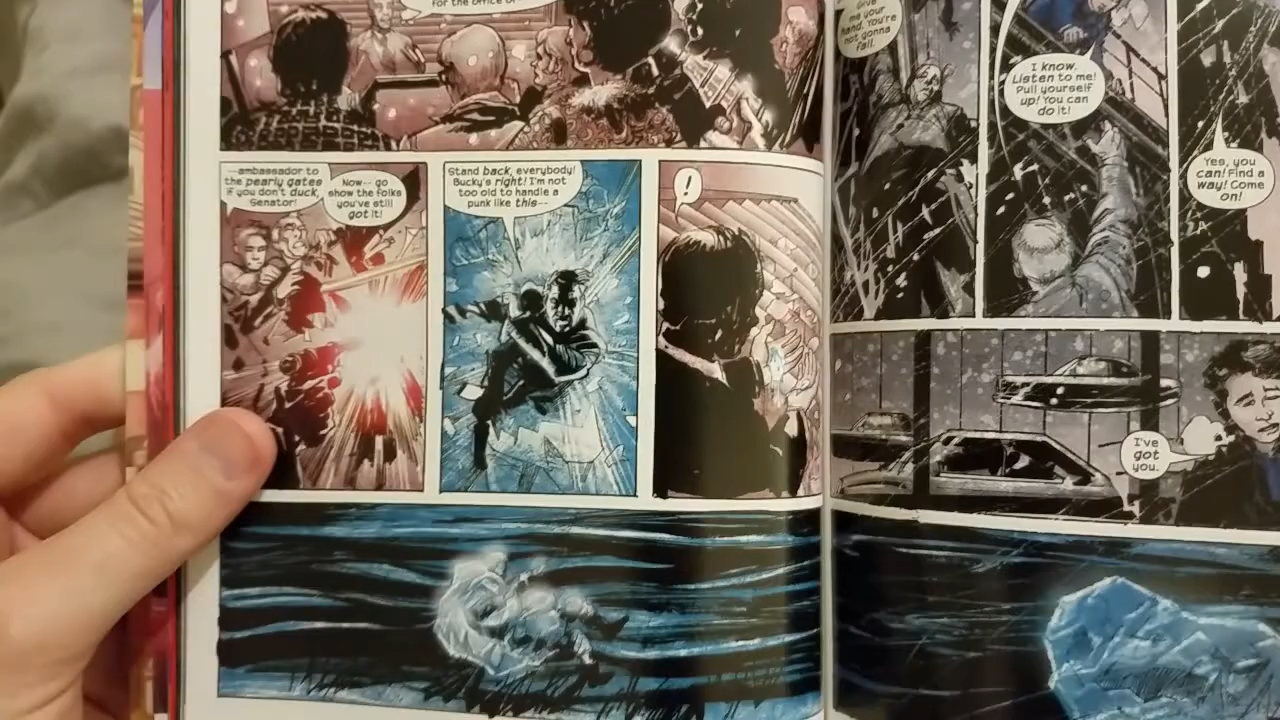 for the office of--
--ambassador to
the pearly gates
if you don't duck,
Senator!
Now--go
show the folks
you've still
got it!
Stand back, everybody!
Bucky's right! I'm not
too old to handle a
punk like this--
!
Give
me your
hand. You're
not gonna
fall.
I know.
Listen to me!
Pull yourself
up! You can
do it!
Yes, you
can! Find a
way! Come
on!
I've
got
you.